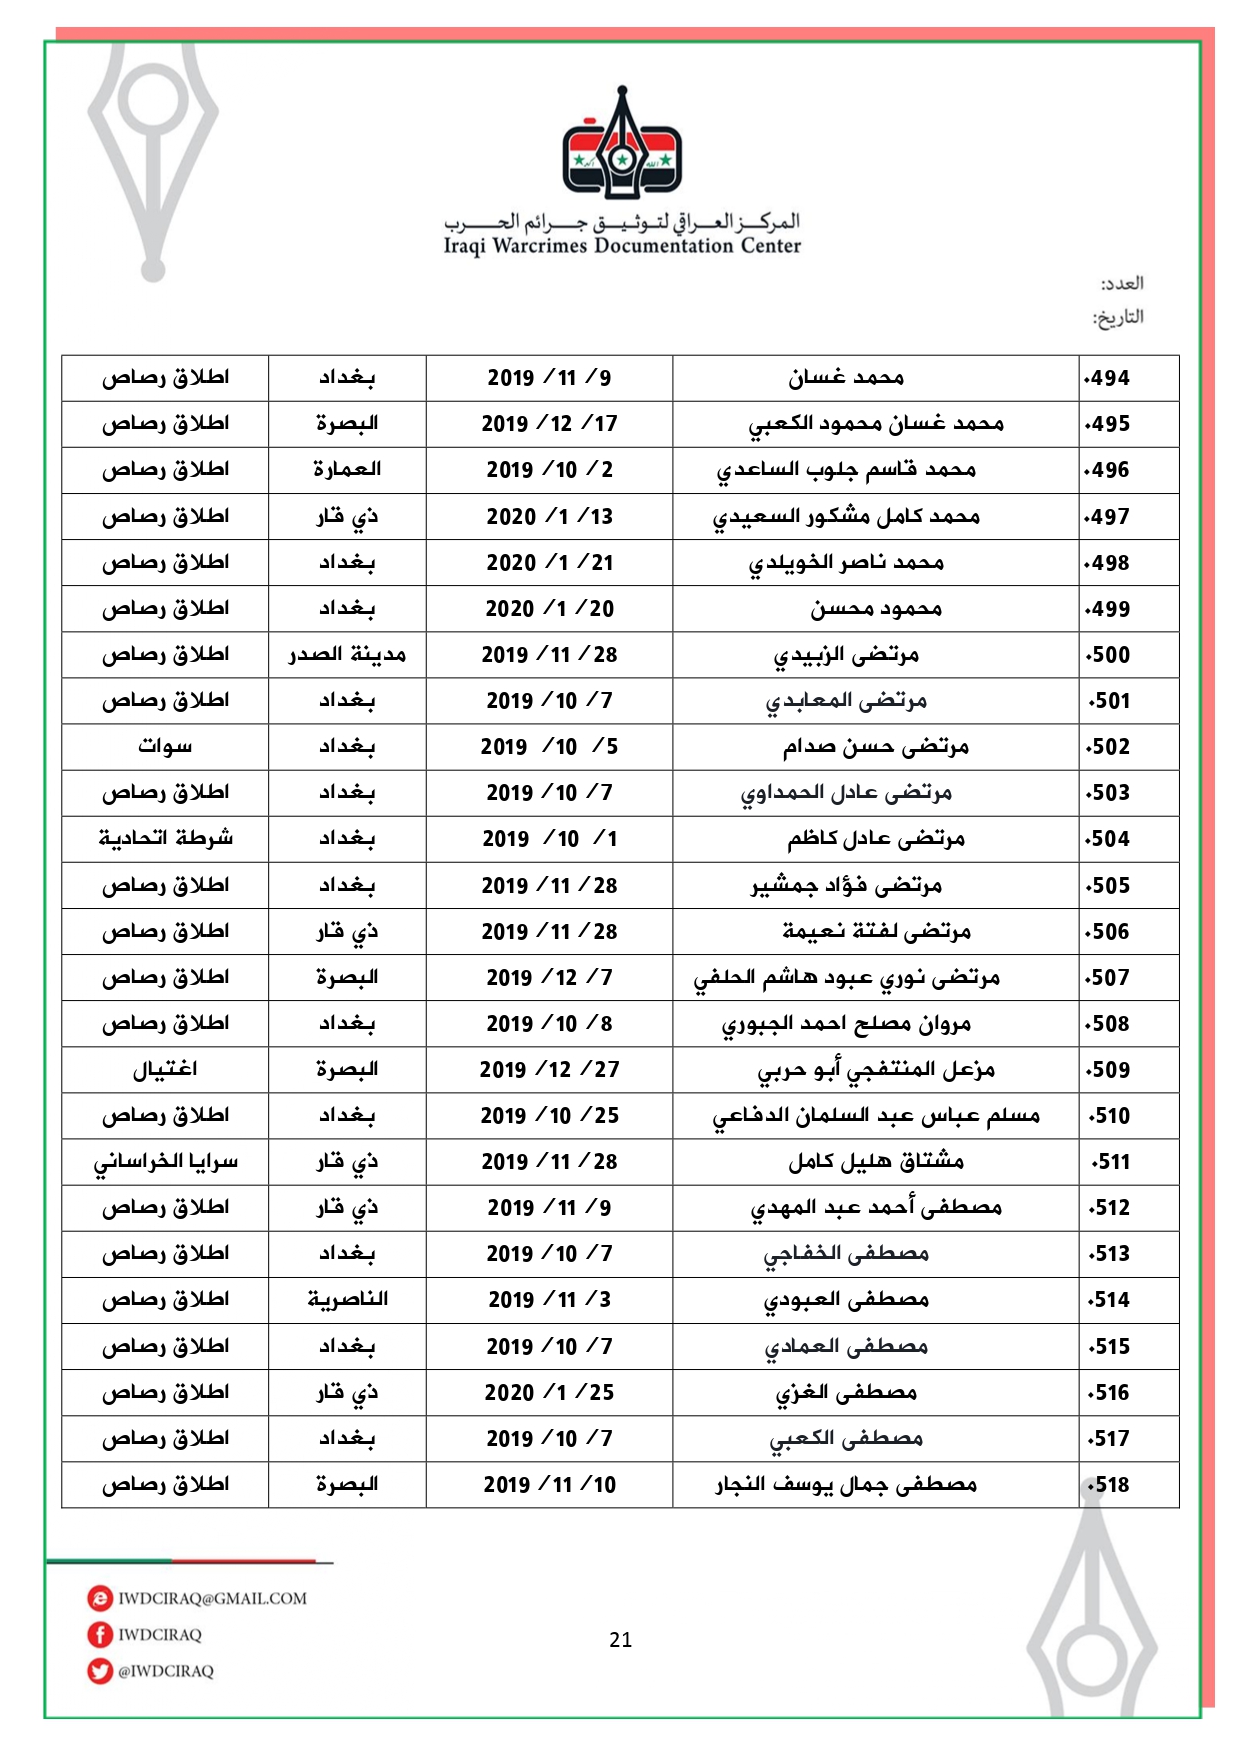 المركز العراقي لتوثيق جرائم الحرب
Iraqi Warcrimes Documentation Center
العدد:
التاريخ:
494. محمد غسان 9/ 11/ 2019 بغداد اطلاق رصاص
495. محمد غسان محمود الكعبي 17/ 12/ 2019 البصرة اطلاق رصاص
496. محمد قاسم جلوب الساعدي 2/ 10/ 2019 العمارة اطلاق رصاص
497. محمد كامل مشكور السعيدي 13/ 1/ 2020 ذي قار اطلاق رصاص
498. محمد ناصر الخويلدي 21/ 1/ 2020 بغداد اطلاق رصاص
499. محمود محسن 20/ 1/ 2020 بغداد اطلاق رصاص
500. مرتضى الزبيدي 28/ 11/ 2019 مدينة الصدر اطلاق رصاص
501. مرتضى المعابدي 7/ 10/ 2019 بغداد اطلاق رصاص
502. مرتضى حسن صدام 5/ 10/ 2019 بغداد سوات
503. مرتضى عادل الحمداوي 7/ 10/ 2019 بغداد اطلاق رصاص
504. مرتضى عادل كاظم 1/ 10/ 2019 بغداد شرطة اتحادية
505. مرتضى فؤاد جمشير 28/ 11/ 2019 بغداد اطلاق رصاص
506. مرتضى لفتة نعيمة 28/ 11/ 2019 ذي قار اطلاق رصاص
507. مرتضى نوري عبود هاشم الحلفي 7/ 12/ 2019 البصرة اطلاق رصاص
508. مروان مصلح احمد الجبوري 8/ 10/ 2019 بغداد اطلاق رصاص
509. مزعل المنتفجي أبو حربي 27/ 12/ 2019 البصرة اغتيال
510. مسلم عباس عبد السلمان الدفاعي 25/ 10/ 2019 بغداد اطلاق رصاص
511. مشتاق هليل كامل 28/ 11/ 2019 ذي قار سرايا الخراساني
512. مصطفى أحمد عبد المهدي 9/ 11/ 2019 ذي قار اطلاق رصاص
513. مصطفى الخفاجي 7/ 10/ 2019 بغداد اطلاق رصاص
514. مصطفى العبودي 3/ 11/ 2019 الناصرية اطلاق رصاص
515. مصطفى العمادي 7/ 10/ 2019 بغداد اطلاق رصاص
516. مصطفى الغزي 25/ 1/ 2020 ذي قار اطلاق رصاص
517. مصطفى الكعبي 7/ 10/ 2019 بغداد اطلاق رصاص
518. مصطفى جمال يوسف النجار 10/ 11/ 2019 البصرة اطلاق رصاص
IWDCIRAQ@GMAIL.COM
IWDCIRAQ
@IWDCIRAQ
21